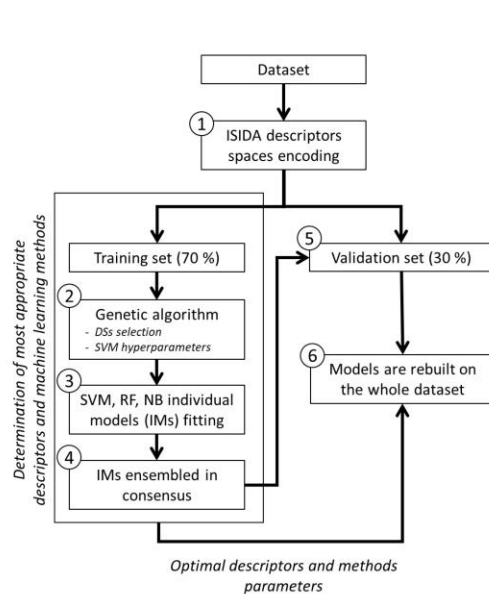 Dataset
1
ISIDA descriptors
spaces encoding
Determination of most appropriate
descriptors and machine learning methods
Training set (70 %)
2
Genetic algorithm
- DSs selection
- SVM hyperparameters
3
SVM, RF, NB individual
models (IMs) fitting
4
IMs ensembled in
consensus
5
Validation set (30 %)
6
Models are rebuilt on
the whole dataset
Optimal descriptors and methods
parameters